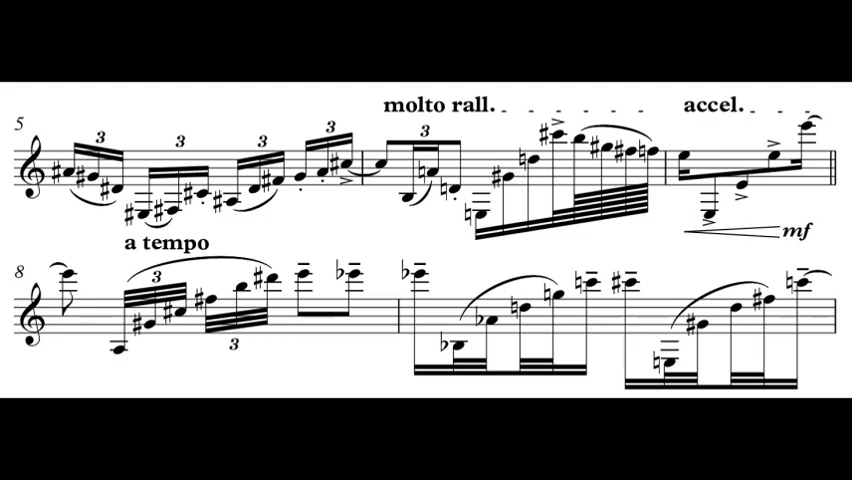 molto rall. accel.
5 3 3 3 3 3
mf
a tempo
8 3
3